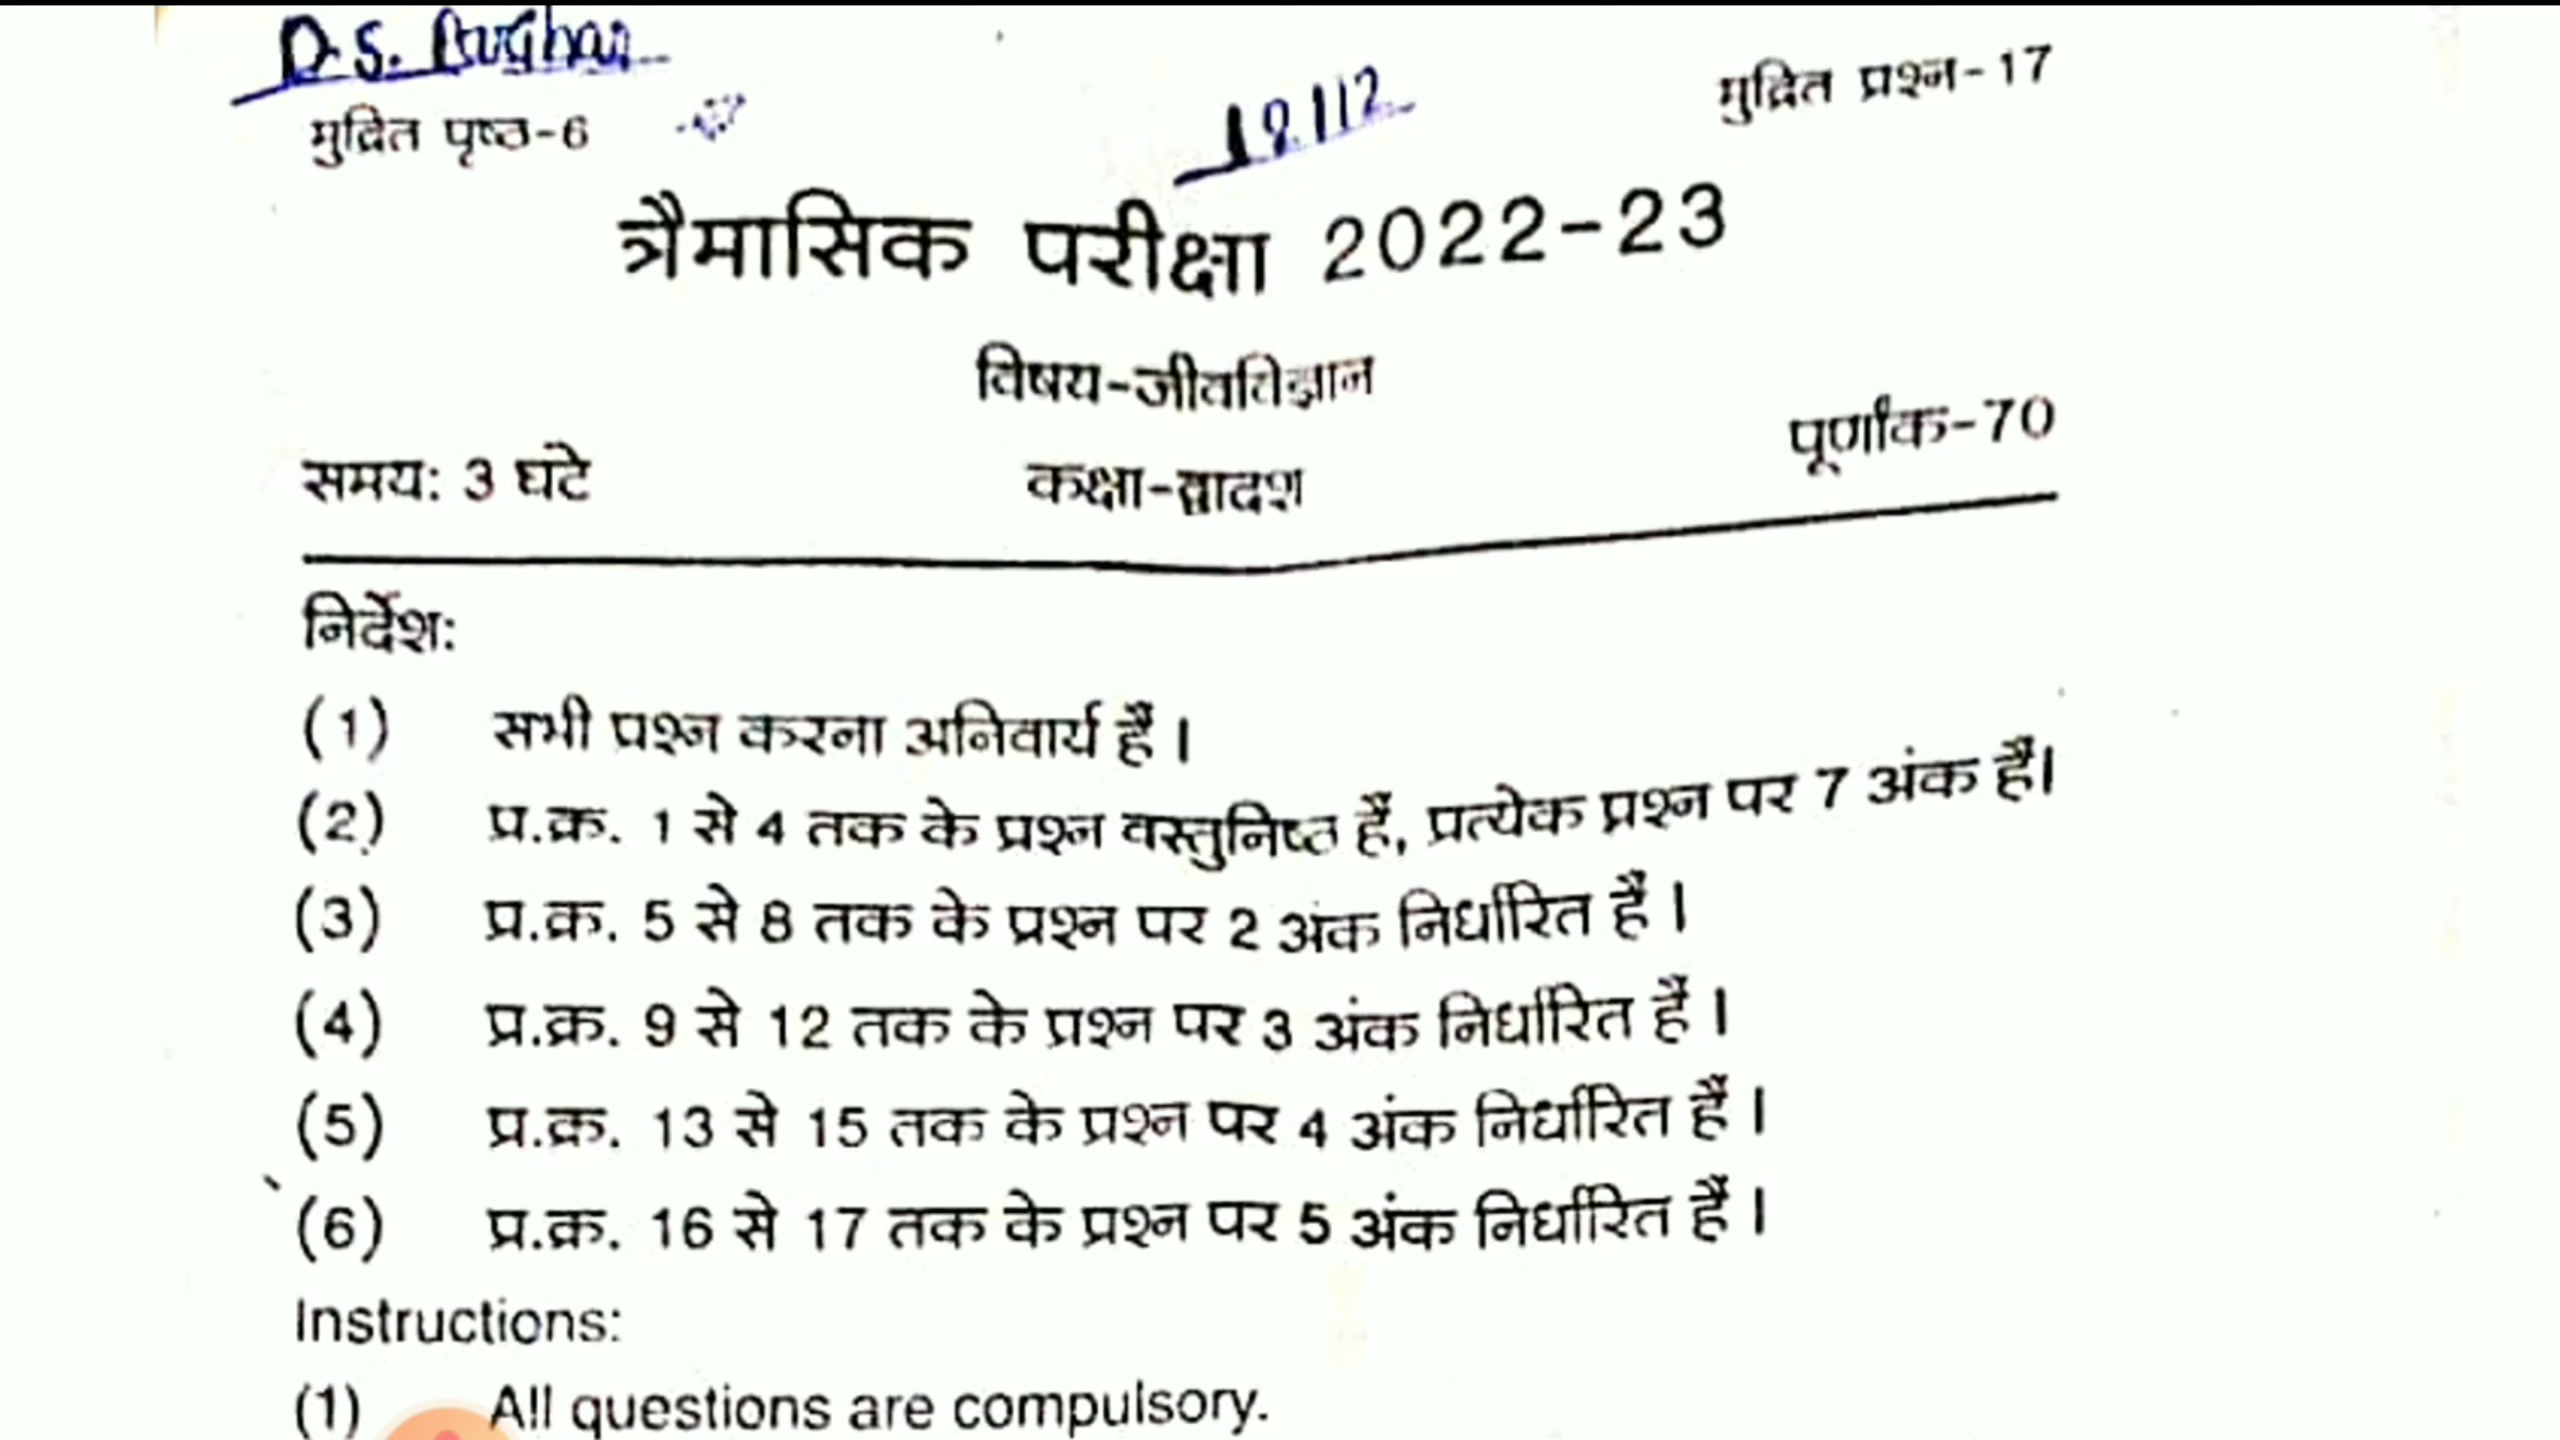 D.S.
मुद्रित पृष्ठ-6
मुद्रित प्रश्न-17
त्रैमासिक परीक्षा 2022-23
विषय-जीवविज्ञान
समय: 3 घंटे
कक्षा-द्वादश
पूर्णांक-70
निर्देश:
(1) सभी प्रश्न करना अनिवार्य हैं।
(2) प्र.क्र. 1 से 4 तक के प्रश्न वस्तुनिष्ठ हैं, प्रत्येक प्रश्न पर 7 अंक हैं।
(3) प्र.क्र. 5 से 8 तक के प्रश्न पर 2 अंक निर्धारित हैं।
(4) प्र.क्र. 9 से 12 तक के प्रश्न पर 3 अंक निर्धारित हैं।
(5) प्र.क्र. 13 से 15 तक के प्रश्न पर 4 अंक निर्धारित हैं।
(6) प्र.क्र. 16 से 17 तक के प्रश्न पर 5 अंक निर्धारित हैं।
Instructions:
(1) All questions are compulsory.